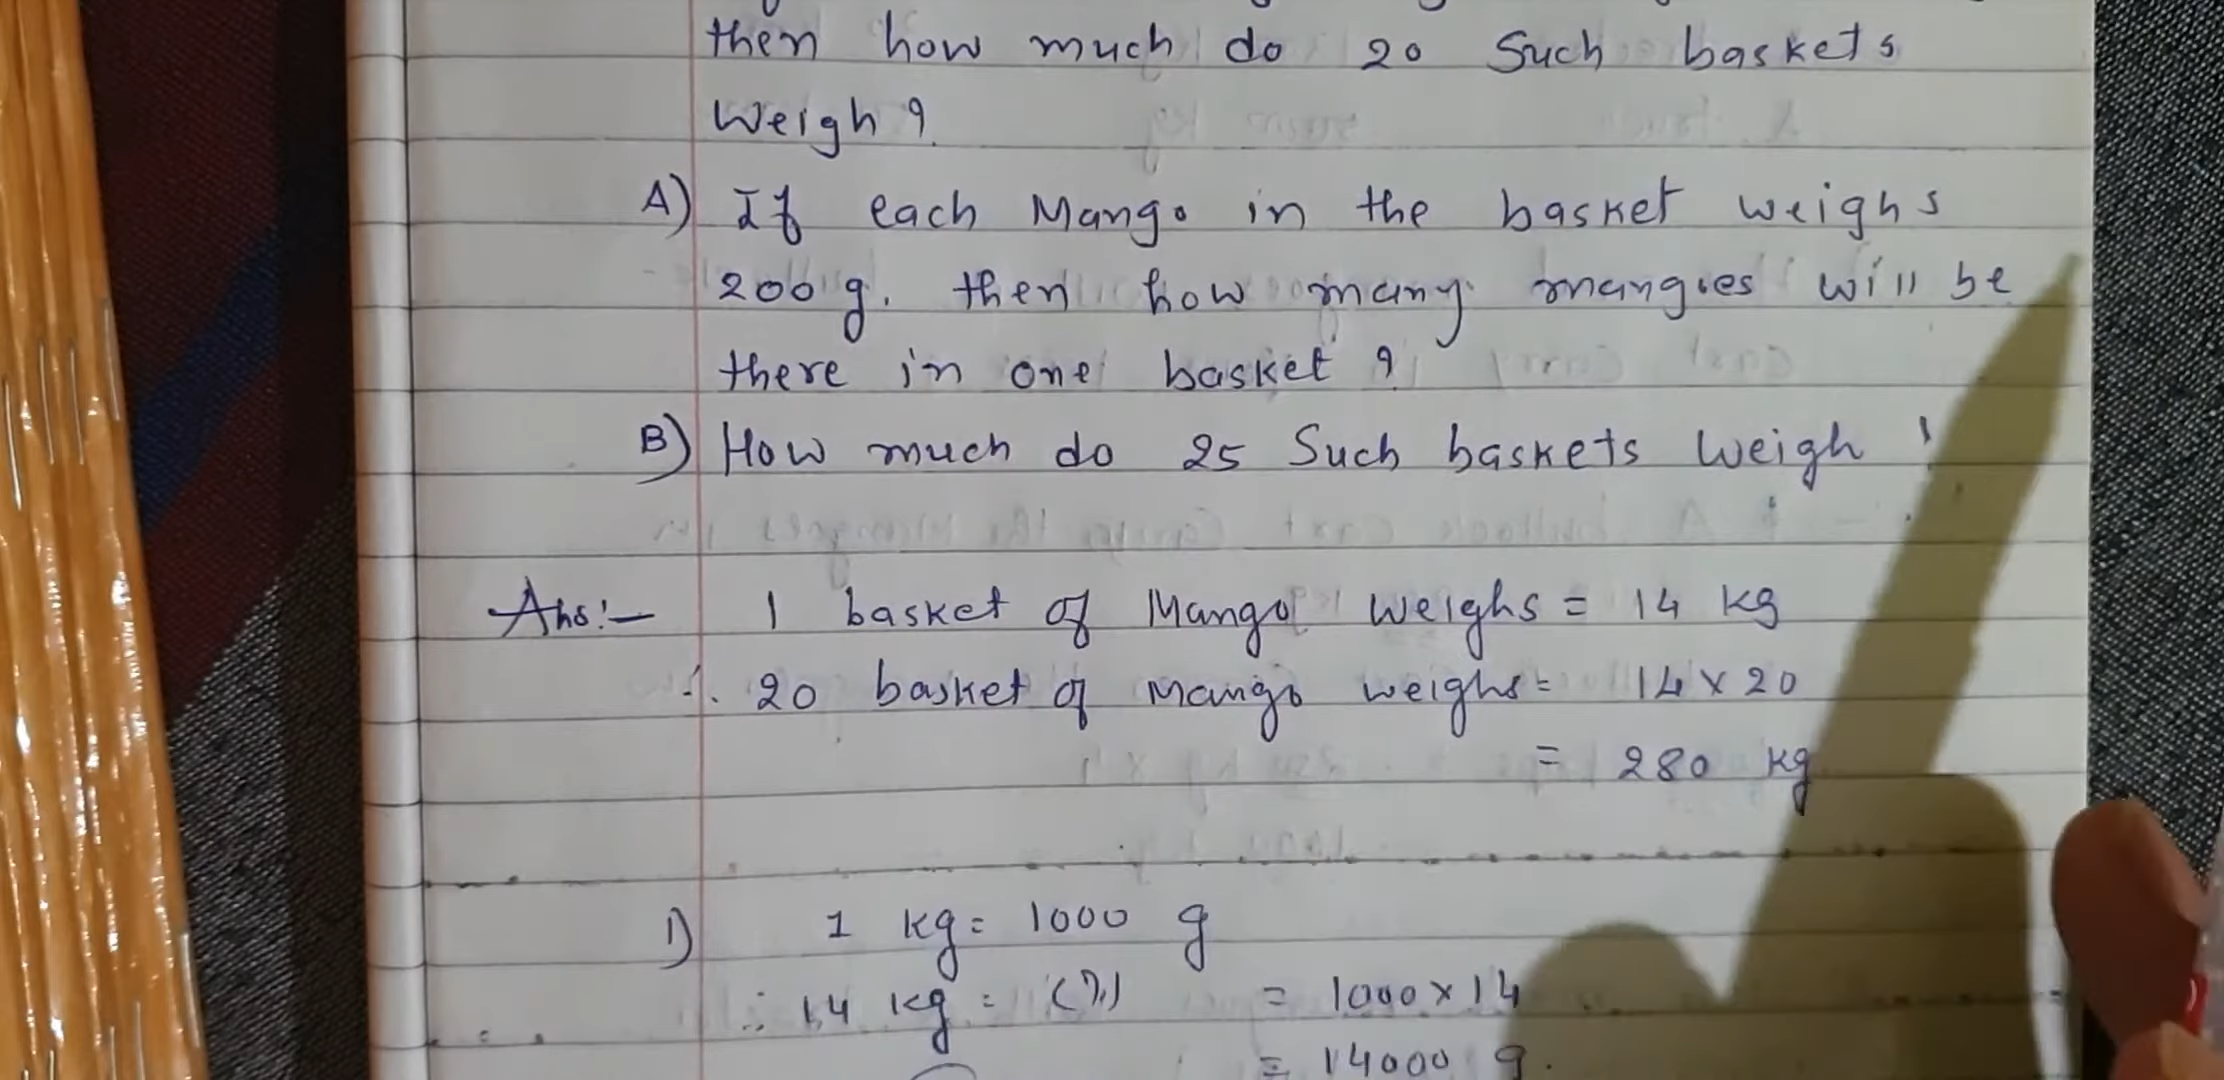 then how much do 20 Such baskets
weigh ?
A) If each Mango in the basket weighs
200 g. then how many mangoes will be
there in one basket ?
B) How much do 25 Such baskets weigh ?
Ans:- 1 basket of Mango weighs = 14 kg
∴ 20 basket of mango weighs = 14 x 20
= 280 kg
1) 1 kg = 1000 g
∴ 14 kg = (?) = 1000 x 14
= 14000 g.